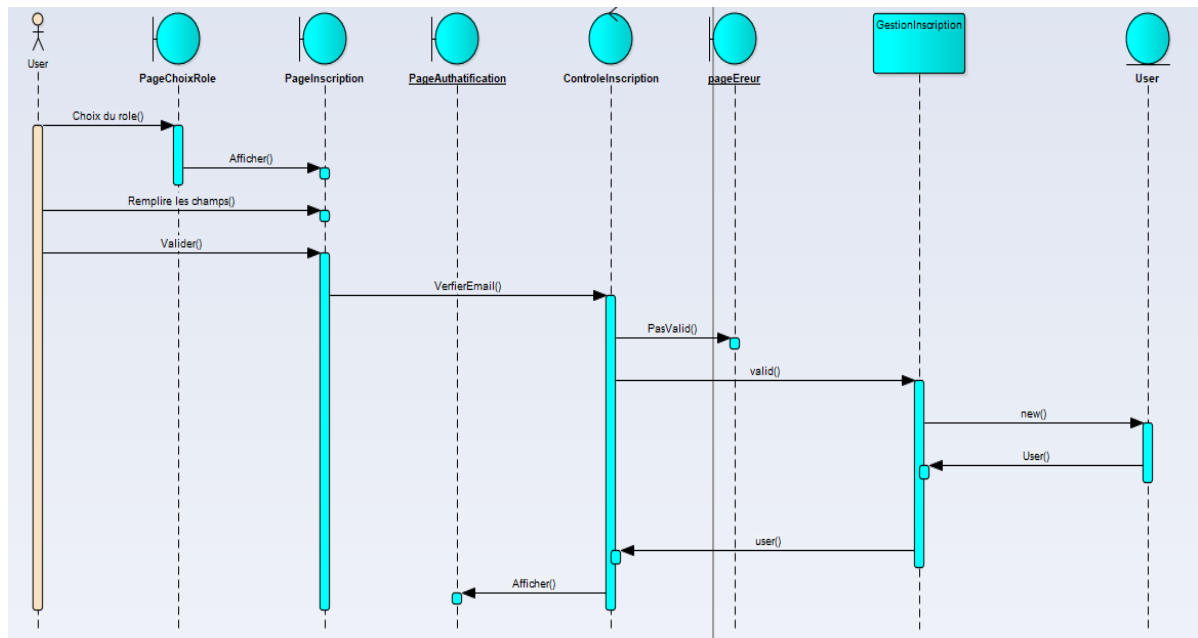 GestionInscription
User
PageChoixRole
PageInscription
PageAuthatification
ControleInscription
pageEreur
User
Choix du role()
Afficher()
Remplire les champs()
Valider()
VerfierEmail()
PasValid()
valid()
new()
User()
user()
Afficher()